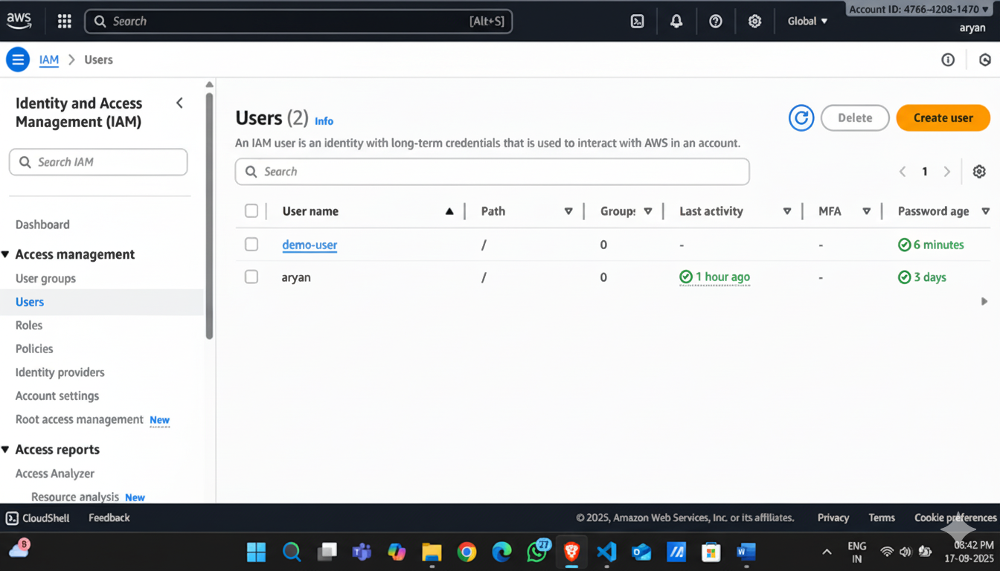 aws
Search
[Alt+S]
Global
Account ID: 4766-4208-1470
aryan
IAM
Users
Identity and Access
Management (IAM)
Search IAM
Dashboard
Access management
User groups
Users
Roles
Policies
Identity providers
Account settings
Root access management New
Access reports
Access Analyzer
Resource analysis New
Users (2) Info
Delete
Create user
An IAM user is an identity with long-term credentials that is used to interact with AWS in an account.
Search
1
User name Path Groups Last activity MFA Password age
demo-user / 0 - - 6 minutes
aryan / 0 1 hour ago - 3 days
CloudShell Feedback © 2025, Amazon Web Services, Inc. or its affiliates. Privacy Terms Cookie preferences
27
ENG
IN
08:42 PM
17-08-2025